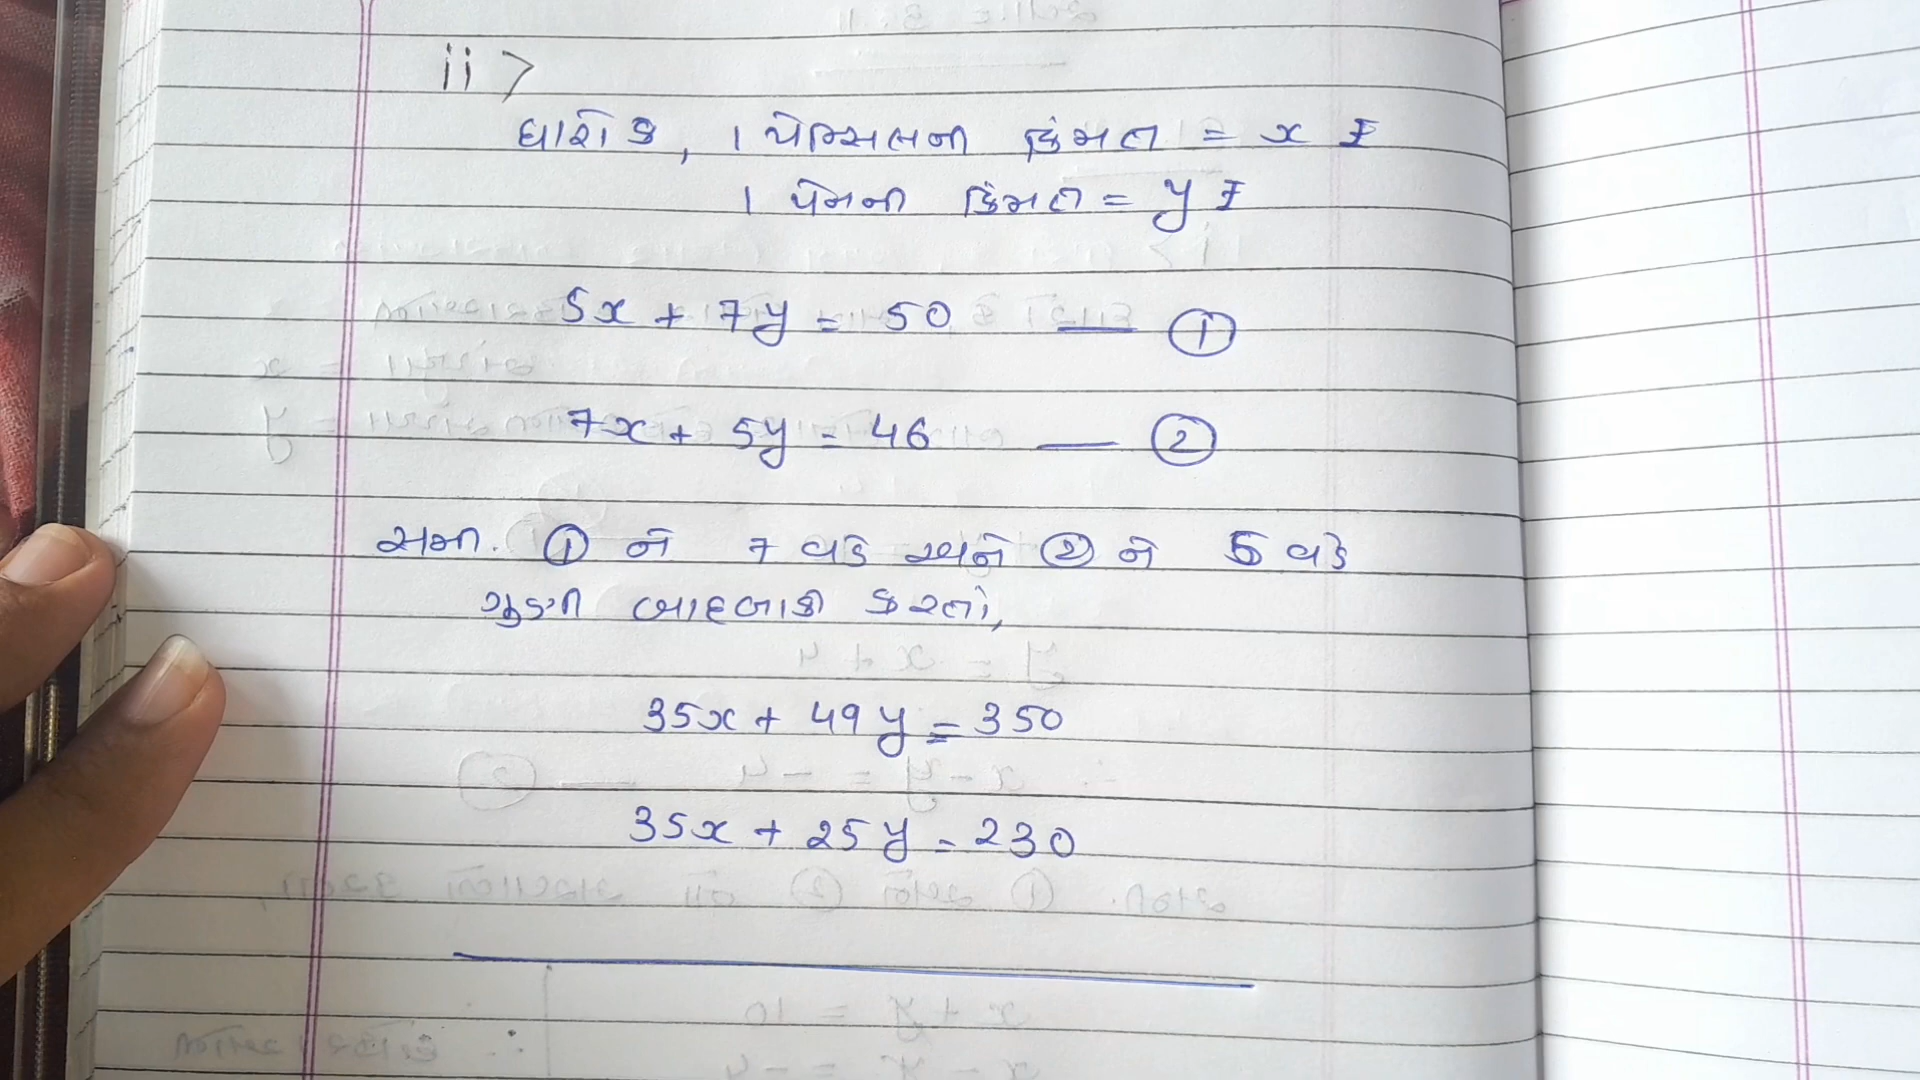 ii >
ધારો કે, 1 પેન્સિલની કિંમત = x ₹
1 પેનની કિંમત = y ₹
5x + 7y = 50 — ①
7x + 5y = 46 — ②
સમી. ① ને 7 વડે અને ② ને 5 વડે
ગુણી બાદબાકી કરતાં,
35x + 49y = 350
35x + 25y = 230